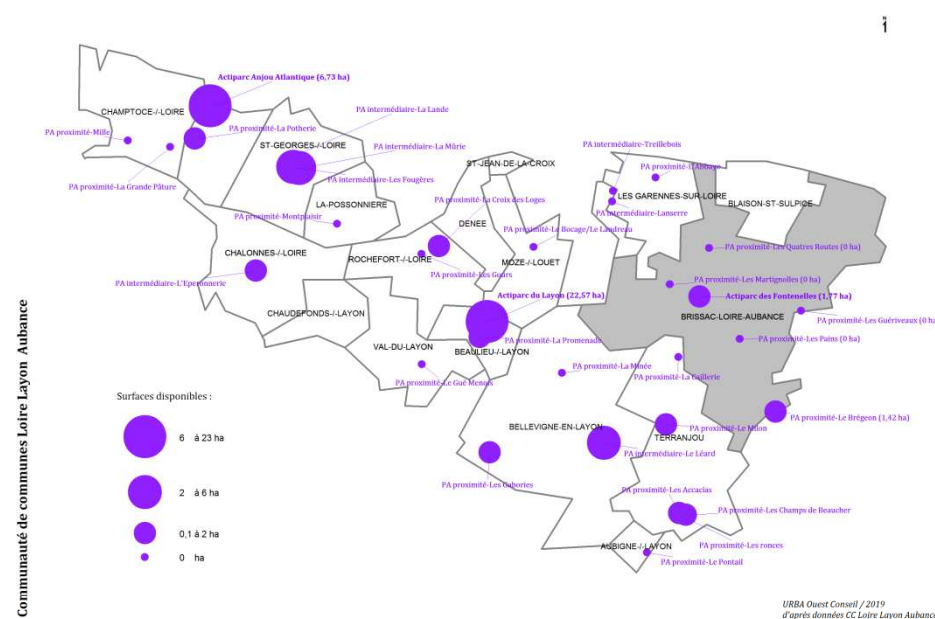 N
1
Actiparc Anjou Atlantique (6,73 ha)
CHAMPTOCE-/-LOIRE
PA intermédiaire-La Lande
PA proximité-Mille
PA proximité-La Potherie
ST-GEORGES-/-LOIRE
PA intermédiaire-La Mûrie
PA intermédiaire-Treillebois
ST-JEAN-DE-LA-CROIX
PA proximité-L'Abbaye
PA intermédiaire-Les Fougères
PA proximité-La Grande Pâture
LES GARENNES-SUR-LOIRE
LA-POSSONNIERE
PA proximité-La Croix des Loges
BLAISON-ST-SULPICE
PA proximité-Montplaisir
PA intermédiaire-Lanserre
DENEE
PA proximité-Le Bocage/Le Landreau
PA proximité-Les Quatres Routes (0 ha)
CHALONNES-/-LOIRE
ROCHEFORT-/-LOIRE
MOZE-/-LOUET
PA proximité-Les Gours
PA intermédiaire-L'Eperonnerie
PA proximité-Les Martignolles (0 ha)
Actiparc du Layon (22,57 ha)
Actiparc des Fontenelles (1,77 ha)
CHAUDEFONDS-/-LAYON
BRISSAC-LOIRE-AUBANCE
PA proximité-Les Guériveaux (0 ha
PA proximité-La Promenade
PA proximité-Les Pains (0 ha)
VAL-DU-LAYON
BEAULIEU-/-LAYON
PA proximité-La Minée
PA proximité-La Caillerie
PA proximité-Le Gué Menois
Surfaces disponibles :
6 à 23 ha
2 à 6 ha
0,1 à 2 ha
0 ha
PA proximité-Le Brégeon (1,42 ha)
BELLEVIGNE-EN-LAYON
PA proximité-Le Milon
TERRANJOU
PA intermédiaire-Le Léard
PA proximité-Les Gabories
PA proximité-Les Accacias
PA proximité-Les Champs de Beaucher
PA proximité-Les ronces
AUBIGNE-/-LAYON
PA proximité-Le Pontail
Communauté de communes Loire Layon Aubance
URBA Ouest Conseil / 2019
d'après données CC Loire Layon Aubance